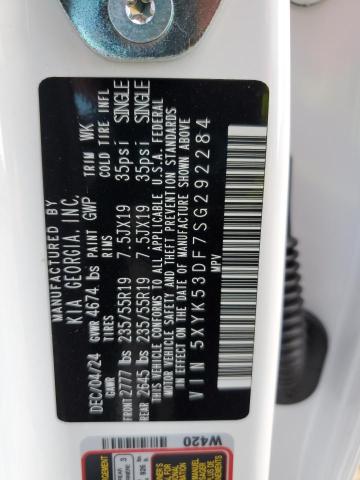 MANUFACTURED BY
KIA GEORGIA, INC.
DEC/04/24 PAINT GWP TRIM WK
GVWR 4674 lbs
GAWR TIRES RIMS COLD TIRE INFL
FRONT 2777 lbs 235/55R19 7.5JX19 35psi SINGLE
REAR 2645 lbs 235/55R19 7.5JX19 35psi SINGLE
THIS VEHICLE CONFORMS TO ALL APPLICABLE U.S.A. FEDERAL
MOTOR VEHICLE SAFETY AND THEFT PREVENTION STANDARDS
IN EFFECT ON THE DATE OF MANUFACTURE SHOWN ABOVE.
VIN 5XYK53DF7SG292284
MPV
W420